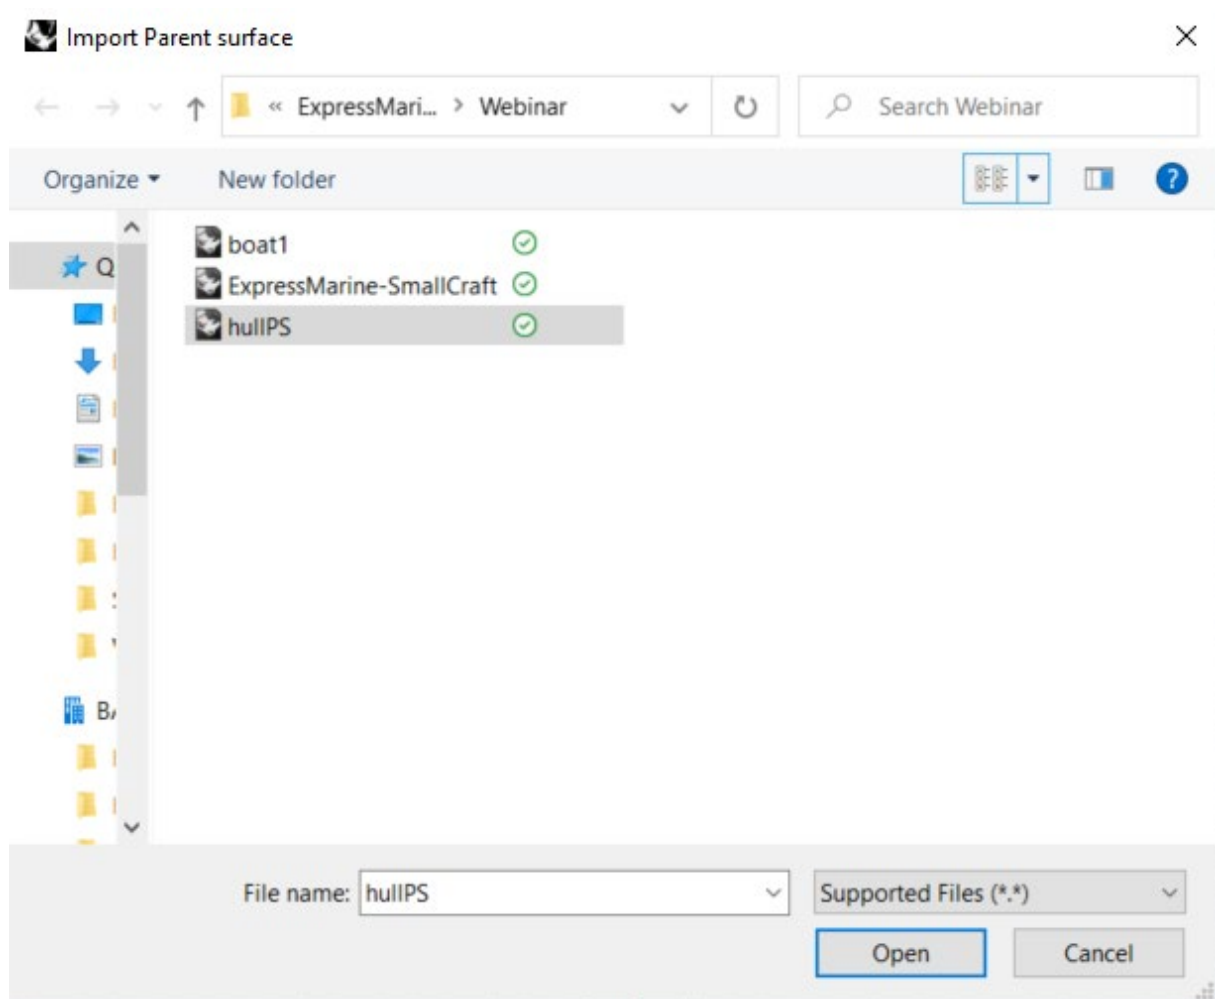 Import Parent surface
« ExpressMari... > Webinar
Search Webinar
Organize
New folder
?
Q
boat1
ExpressMarine-SmallCraft
hullPS
File name: hullPS
Supported Files (*.*)
Open
Cancel